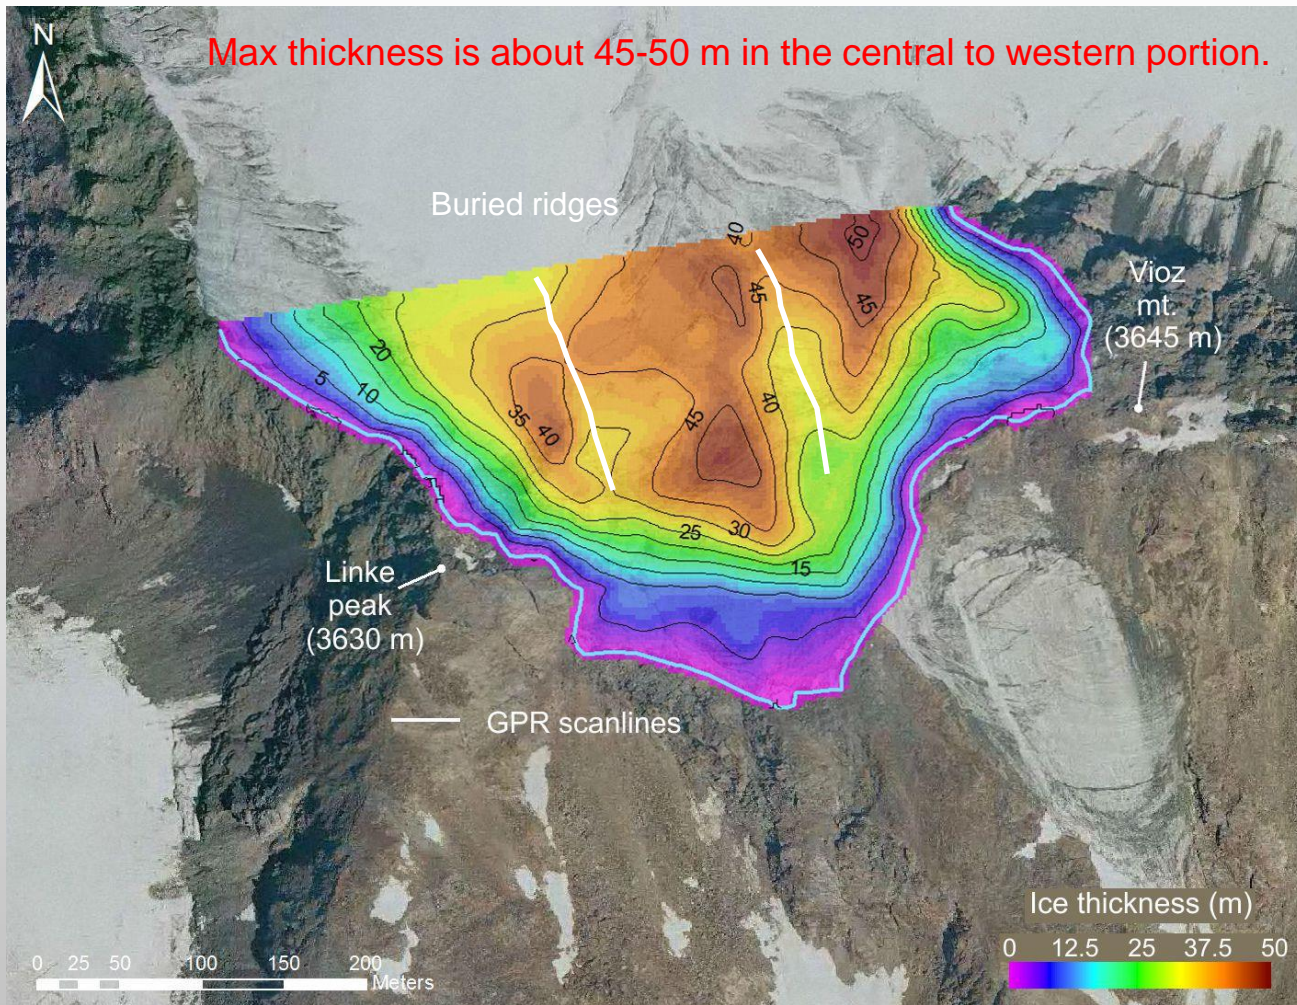 N
Max thickness is about 45-50 m in the central to western portion.
Buried ridges
40
50
45
45
Vioz
mt.
(3645 m)
20
5
10
35
40
45
40
25
30
15
Linke
peak
(3630 m)
GPR scanlines
Ice thickness (m)
0 12.5 25 37.5 50
0 25 50 100 150 200
Meters